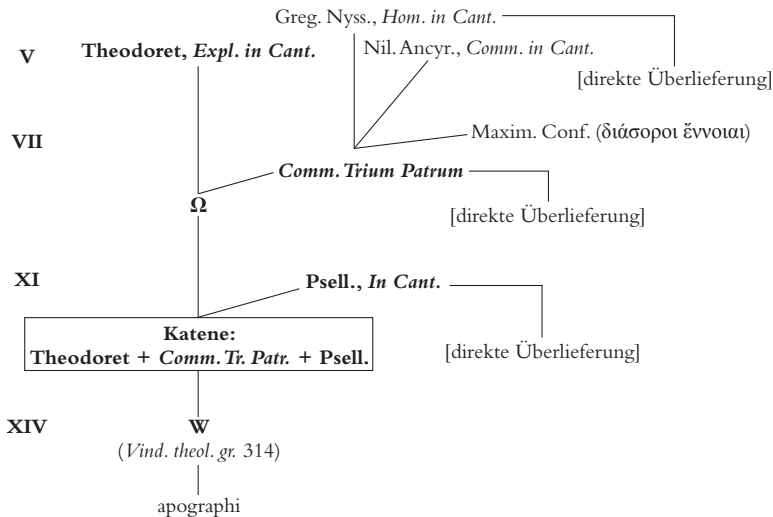 Greg. Nyss., Hom. in Cant.
V
Theodoret, Expl. in Cant.
Nil. Ancyr., Comm. in Cant.
[direkte Überlieferung]
VII
Maxim. Conf. (διάσοροι ἔννοιαι)
Comm. Trium Patrum
Ω
[direkte Überlieferung]
XI
Psell., In Cant.
Katene:
Theodoret + Comm. Tr. Patr. + Psell.
[direkte Überlieferung]
XIV
W
(Vind. theol. gr. 314)
apographi